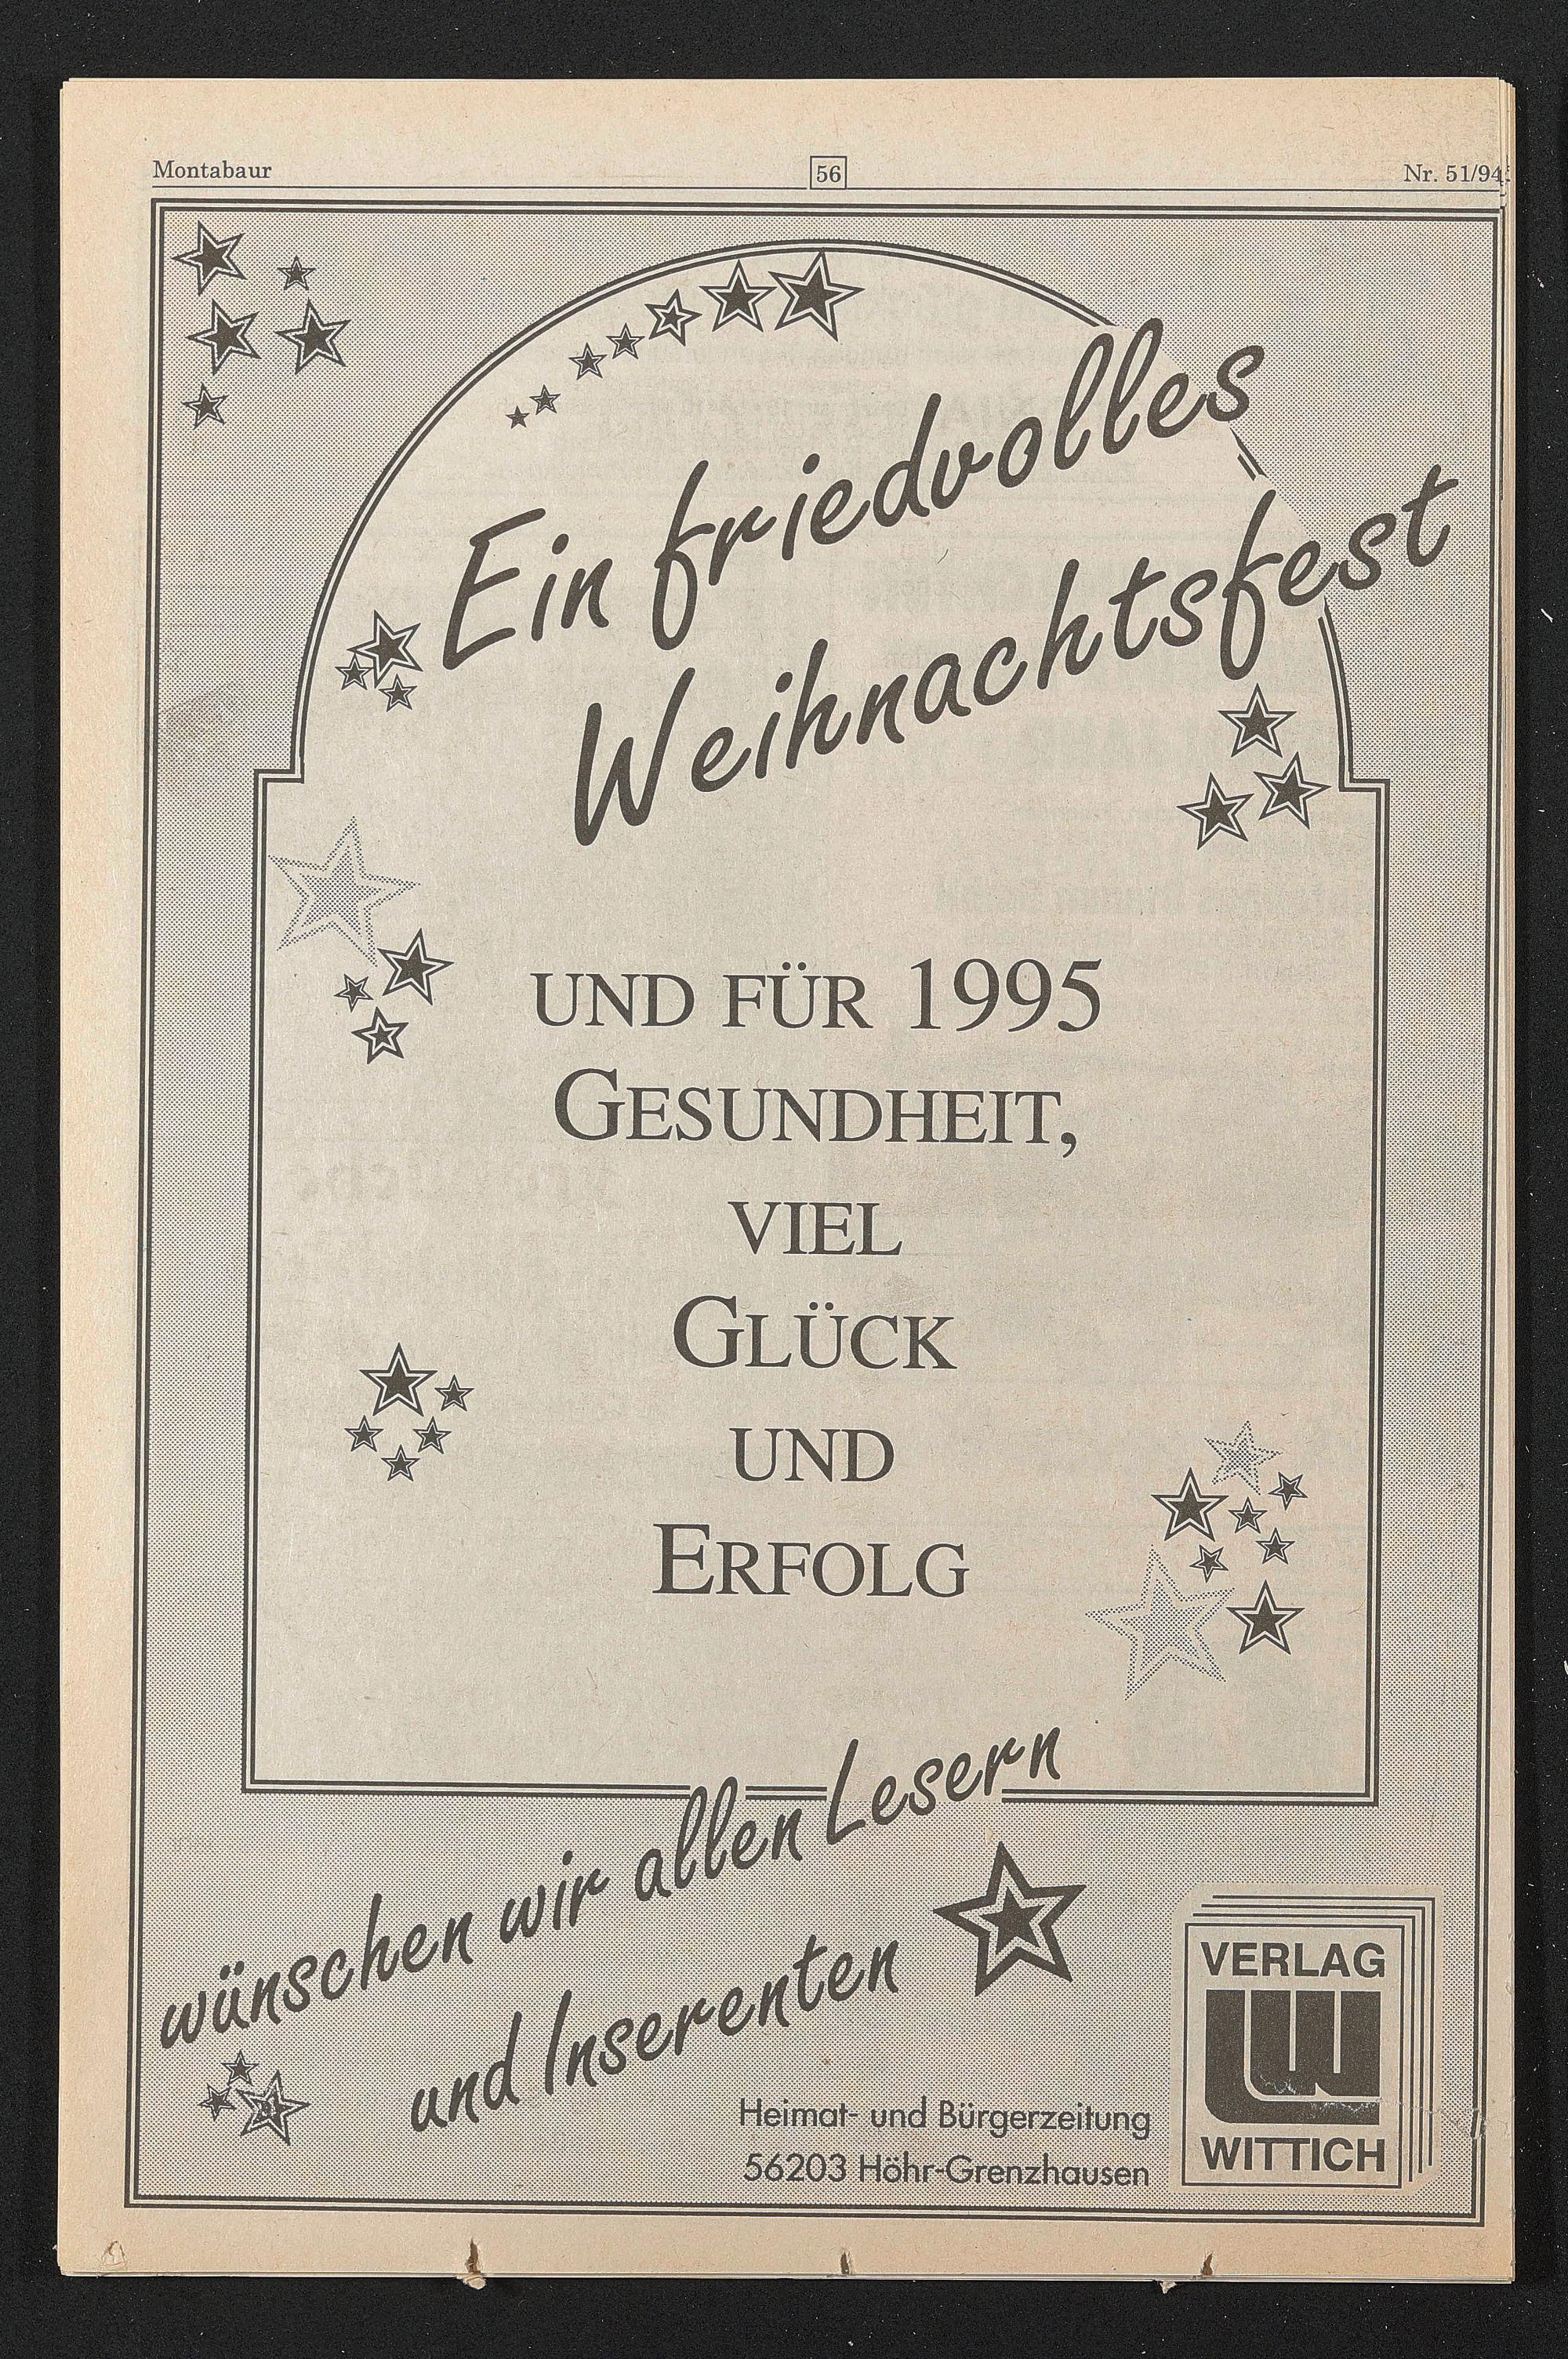 Montabaur
56
Nr. 51/94
Ein friedvolles
Weihnachtsfest
UND FÜR 1995
GESUNDHEIT,
VIEL
GLÜCK
UND
ERFOLG
wünschen wir allen Lesern
und Inserenten
Heimat- und Bürgerzeitung
56203 Höhr-Grenzhausen
VERLAG
LW
WITTICH